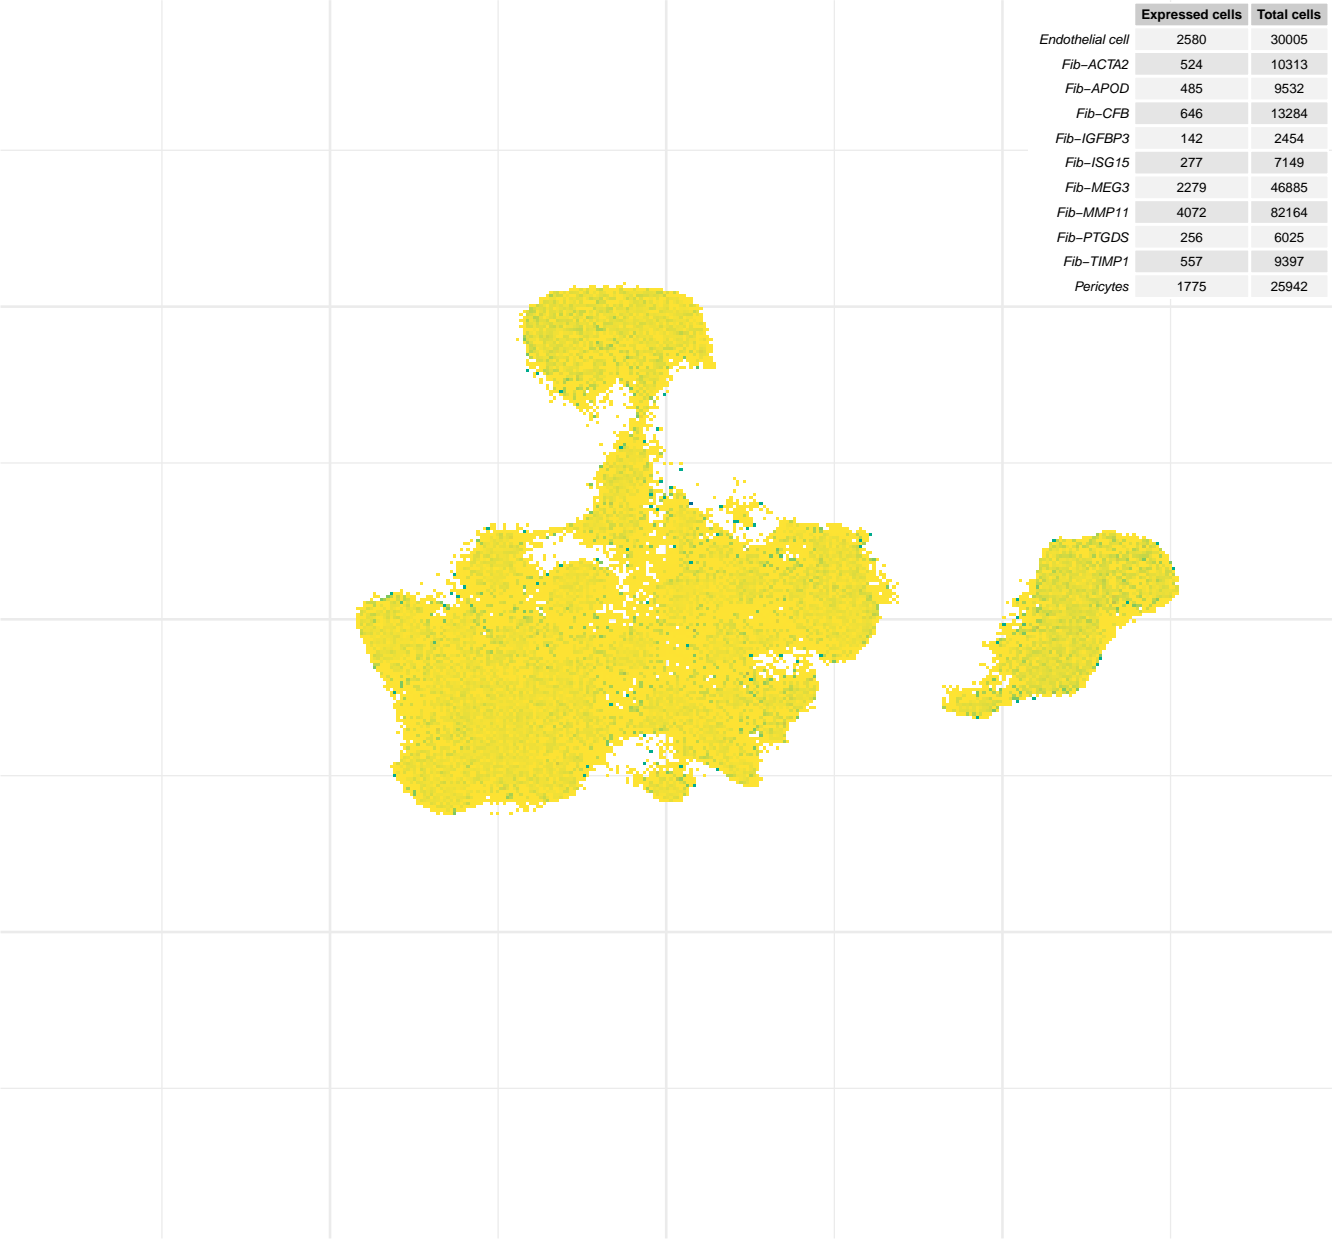 Expressed cells Total cells
Endothelial cell 2580 30005
Fib−ACTA2 524 10313
Fib−APOD 485 9532
Fib−CFB 646 13284
Fib−IGFBP3 142 2454
Fib−ISG15 277 7149
Fib−MEG3 2279 46885
Fib−MMP11 4072 82164
Fib−PTGDS 256 6025
Fib−TIMP1 557 9397
Pericytes 1775 25942